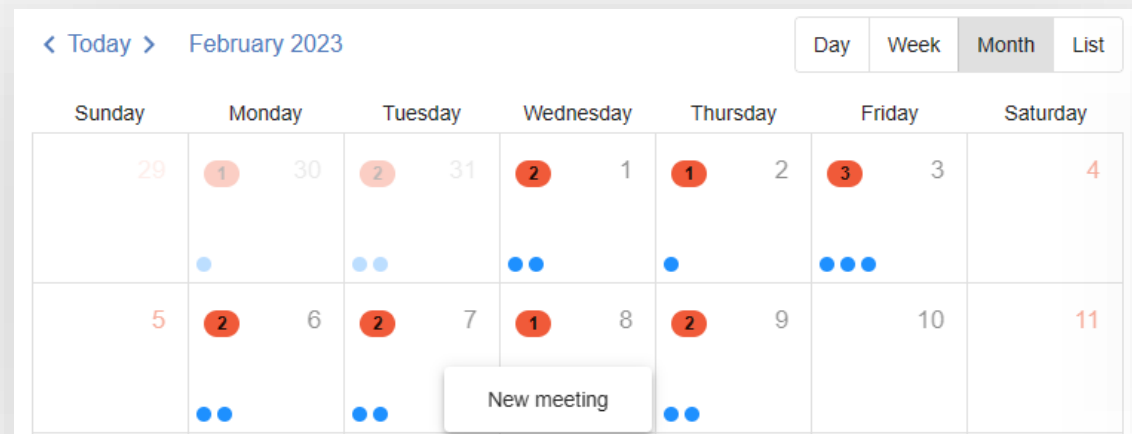 < Today > February 2023 Day Week Month List
Sunday Monday Tuesday Wednesday Thursday Friday Saturday
29 1 30 2 31 2 1 1 2 3 3 4
5 2 6 2 7 1 8 2 9 10 11
New meeting